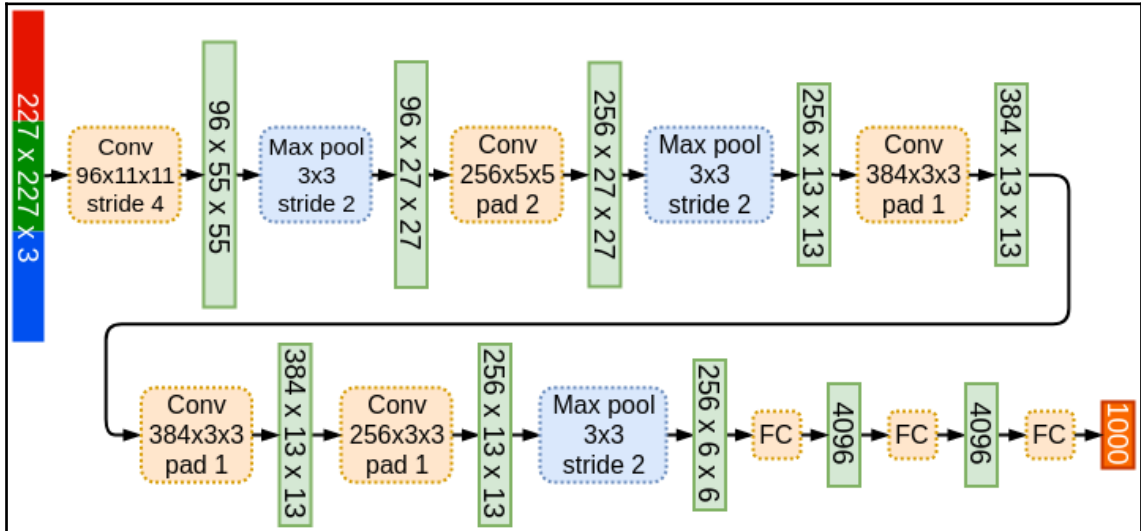 227 x 227 x 3
Conv
96x11x11
stride 4
96 x 55 x 55
Max pool
3x3
stride 2
96 x 27 x 27
Conv
256x5x5
pad 2
256 x 27 x 27
Max pool
3x3
stride 2
256 x 13 x 13
Conv
384x3x3
pad 1
384 x 13 x 13
Conv
384x3x3
pad 1
384 x 13 x 13
Conv
256x3x3
pad 1
256 x 13 x 13
Max pool
3x3
stride 2
256 x 6 x 6
FC
4096
FC
4096
FC
1000